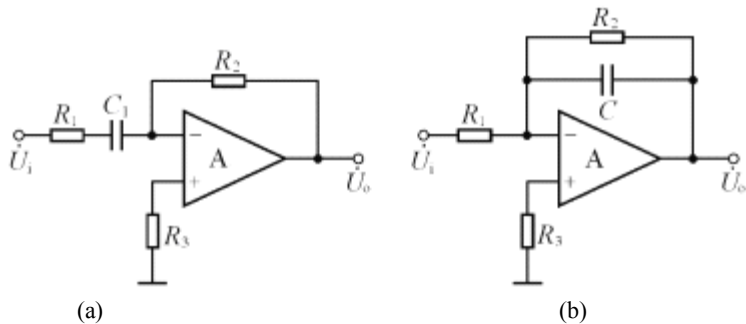 R₂
R₁ C₁
− A +
U̇ᵢ
U̇ₒ
R₃
(a)
R₂
C
R₁
− A +
U̇ᵢ
U̇ₒ
R₃
(b)